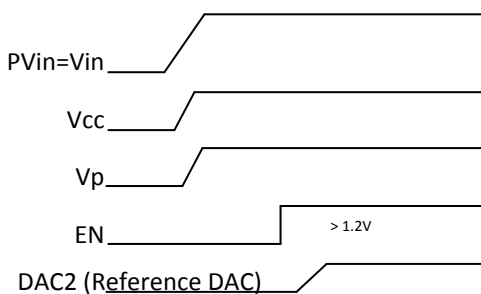 PVin=Vin
Vcc
Vp
EN
> 1.2V
DAC2 (Reference DAC)